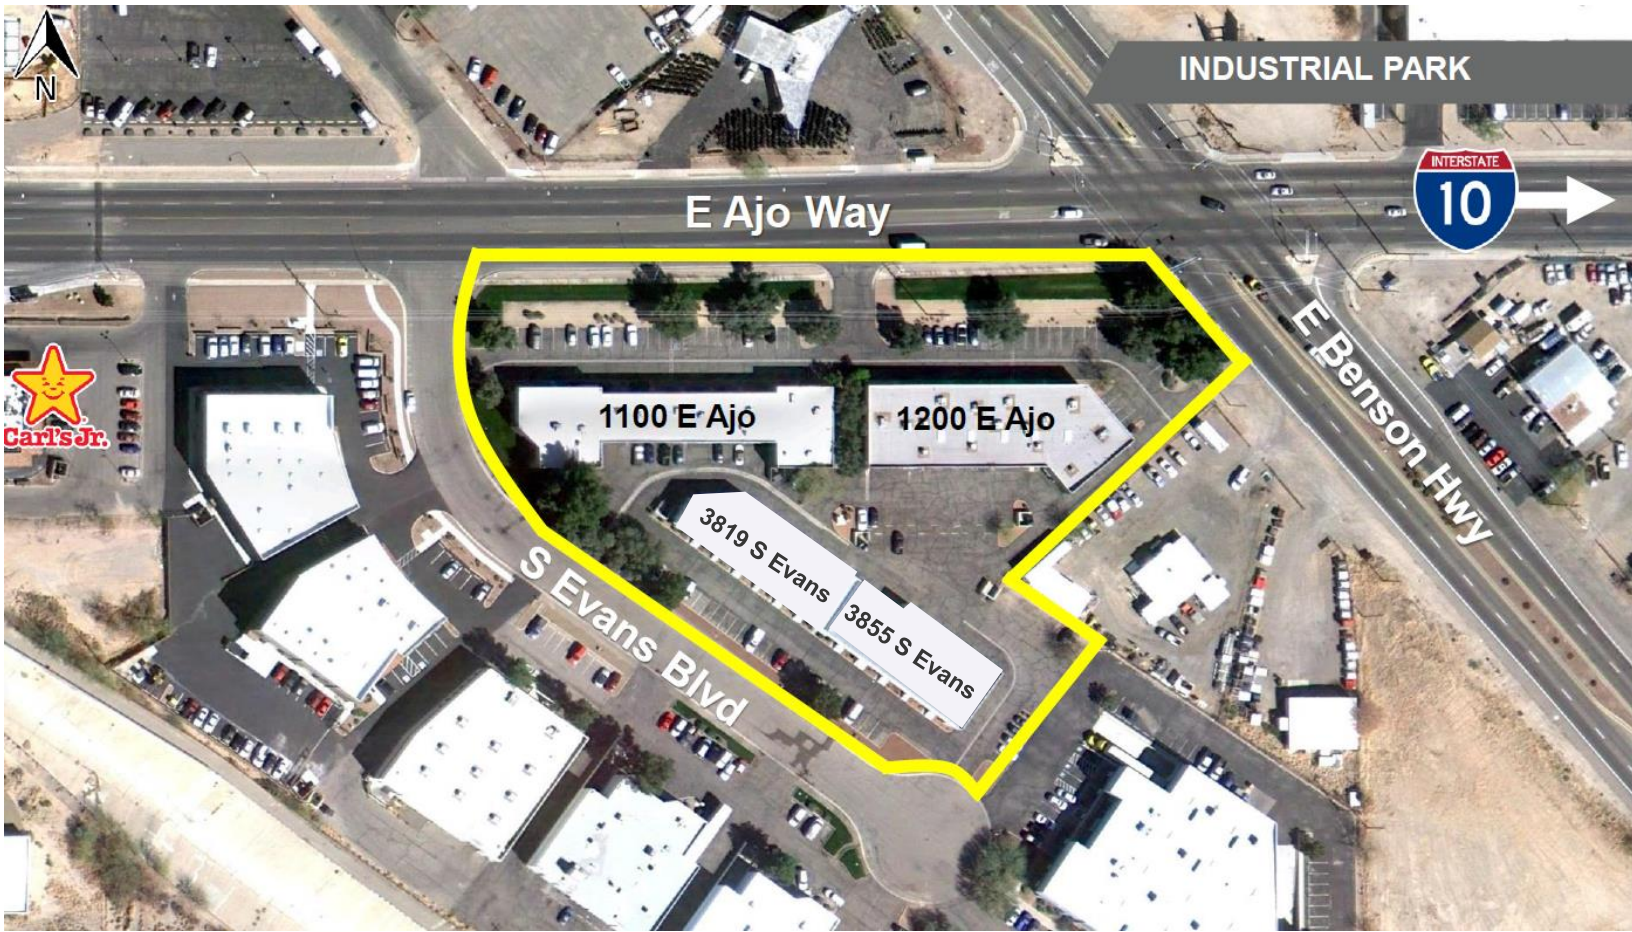 N
INDUSTRIAL PARK
INTERSTATE
10
E Ajo Way
E Benson Hwy
Carl'sJr.
1100 E Ajo
1200 E Ajo
3819 S Evans
3855 S Evans
S Evans Blvd